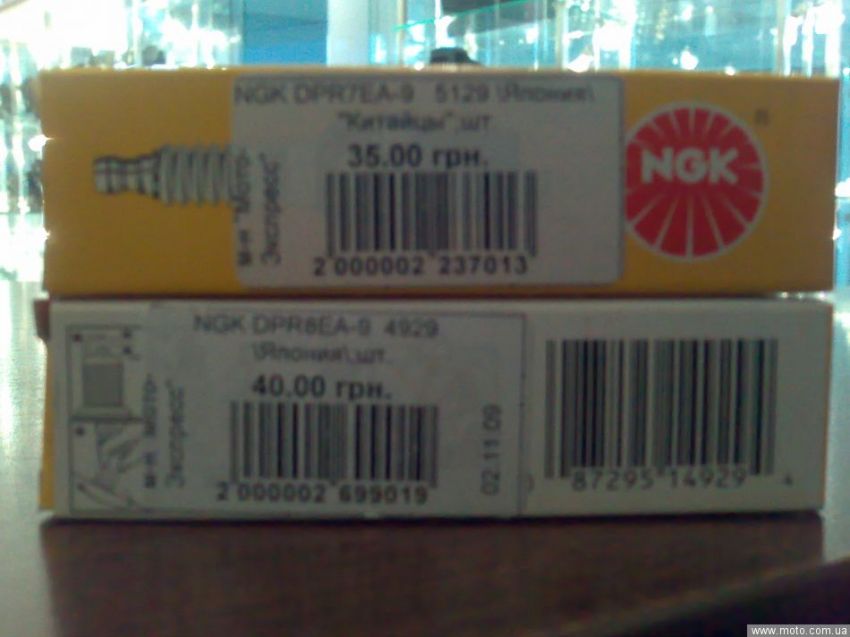 NGK DPR7EA-9 5129 \Япония\
"Китайцы",шт.
35.00 грн.
м-н "Мото-
Экспресс"
2 000002 237013
NGK
®
NGK DPR8EA-9 4929
\Япония\,шт.
40.00 грн.
м-н "Мото-
Экспресс"
2 000002 699019
02.11.09
87295 14929 4
www.moto.com.ua